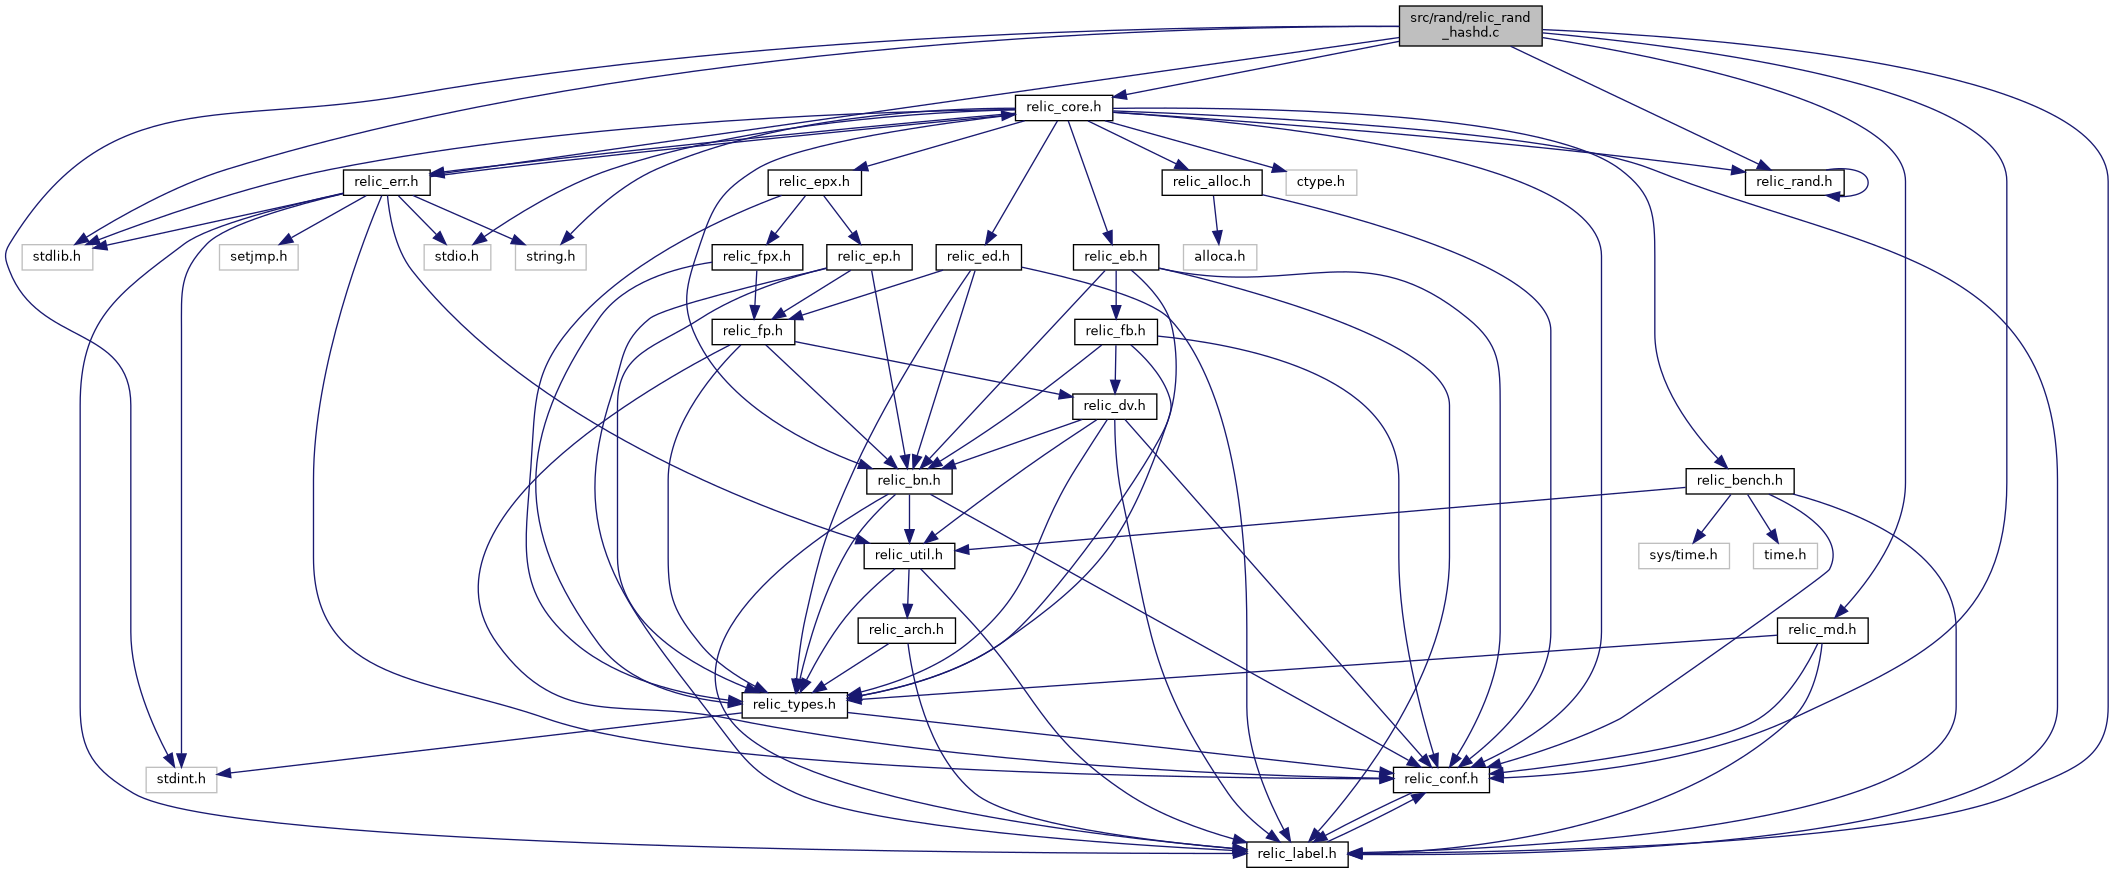 src/rand/relic_rand
_hashd.c
relic_core.h
relic_err.h
relic_epx.h
relic_alloc.h
ctype.h
relic_rand.h
stdlib.h
setjmp.h
stdio.h
string.h
relic_fpx.h
relic_ep.h
relic_ed.h
relic_eb.h
alloca.h
relic_fp.h
relic_fb.h
relic_dv.h
relic_bn.h
relic_bench.h
relic_util.h
sys/time.h
time.h
relic_arch.h
relic_md.h
relic_types.h
stdint.h
relic_conf.h
relic_label.h